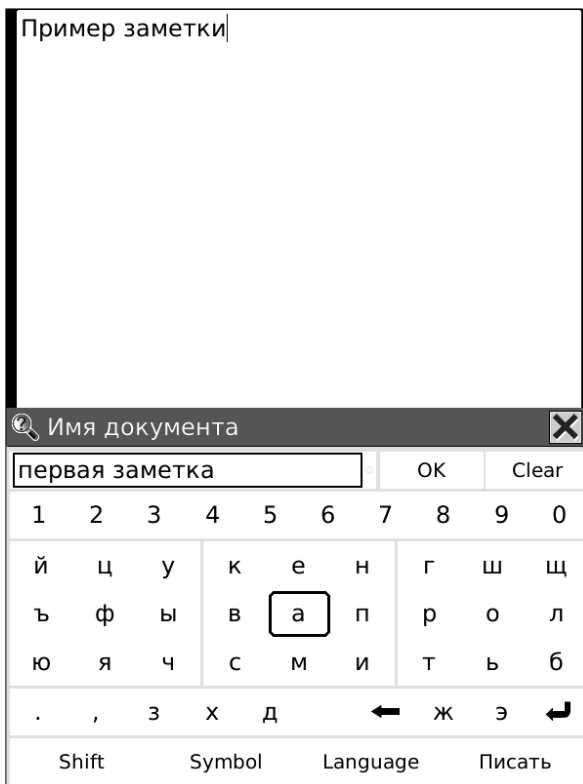 Пример заметки
Имя документа
первая заметка OK Clear
1 2 3 4 5 6 7 8 9 0
й ц у к е н г ш щ
ъ ф ы в а п р о л
ю я ч с м и т ь б
. , з х д ж э
Shift Symbol Language Писать